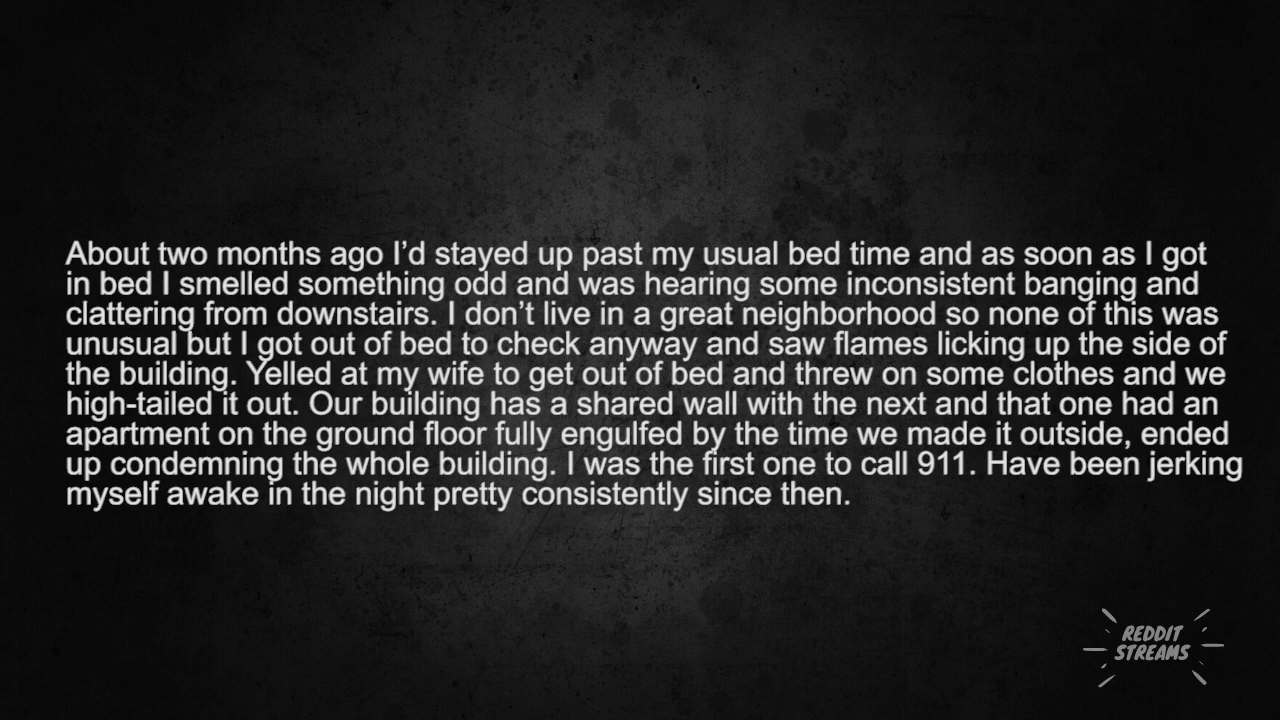 About two months ago I’d stayed up past my usual bed time and as soon as I got
in bed I smelled something odd and was hearing some inconsistent banging and
clattering from downstairs. I don’t live in a great neighborhood so none of this was
unusual but I got out of bed to check anyway and saw flames licking up the side of
the building. Yelled at my wife to get out of bed and threw on some clothes and we
high-tailed it out. Our building has a shared wall with the next and that one had an
apartment on the ground floor fully engulfed by the time we made it outside, ended
up condemning the whole building. I was the first one to call 911. Have been jerking
myself awake in the night pretty consistently since then.
REDDIT
STREAMS